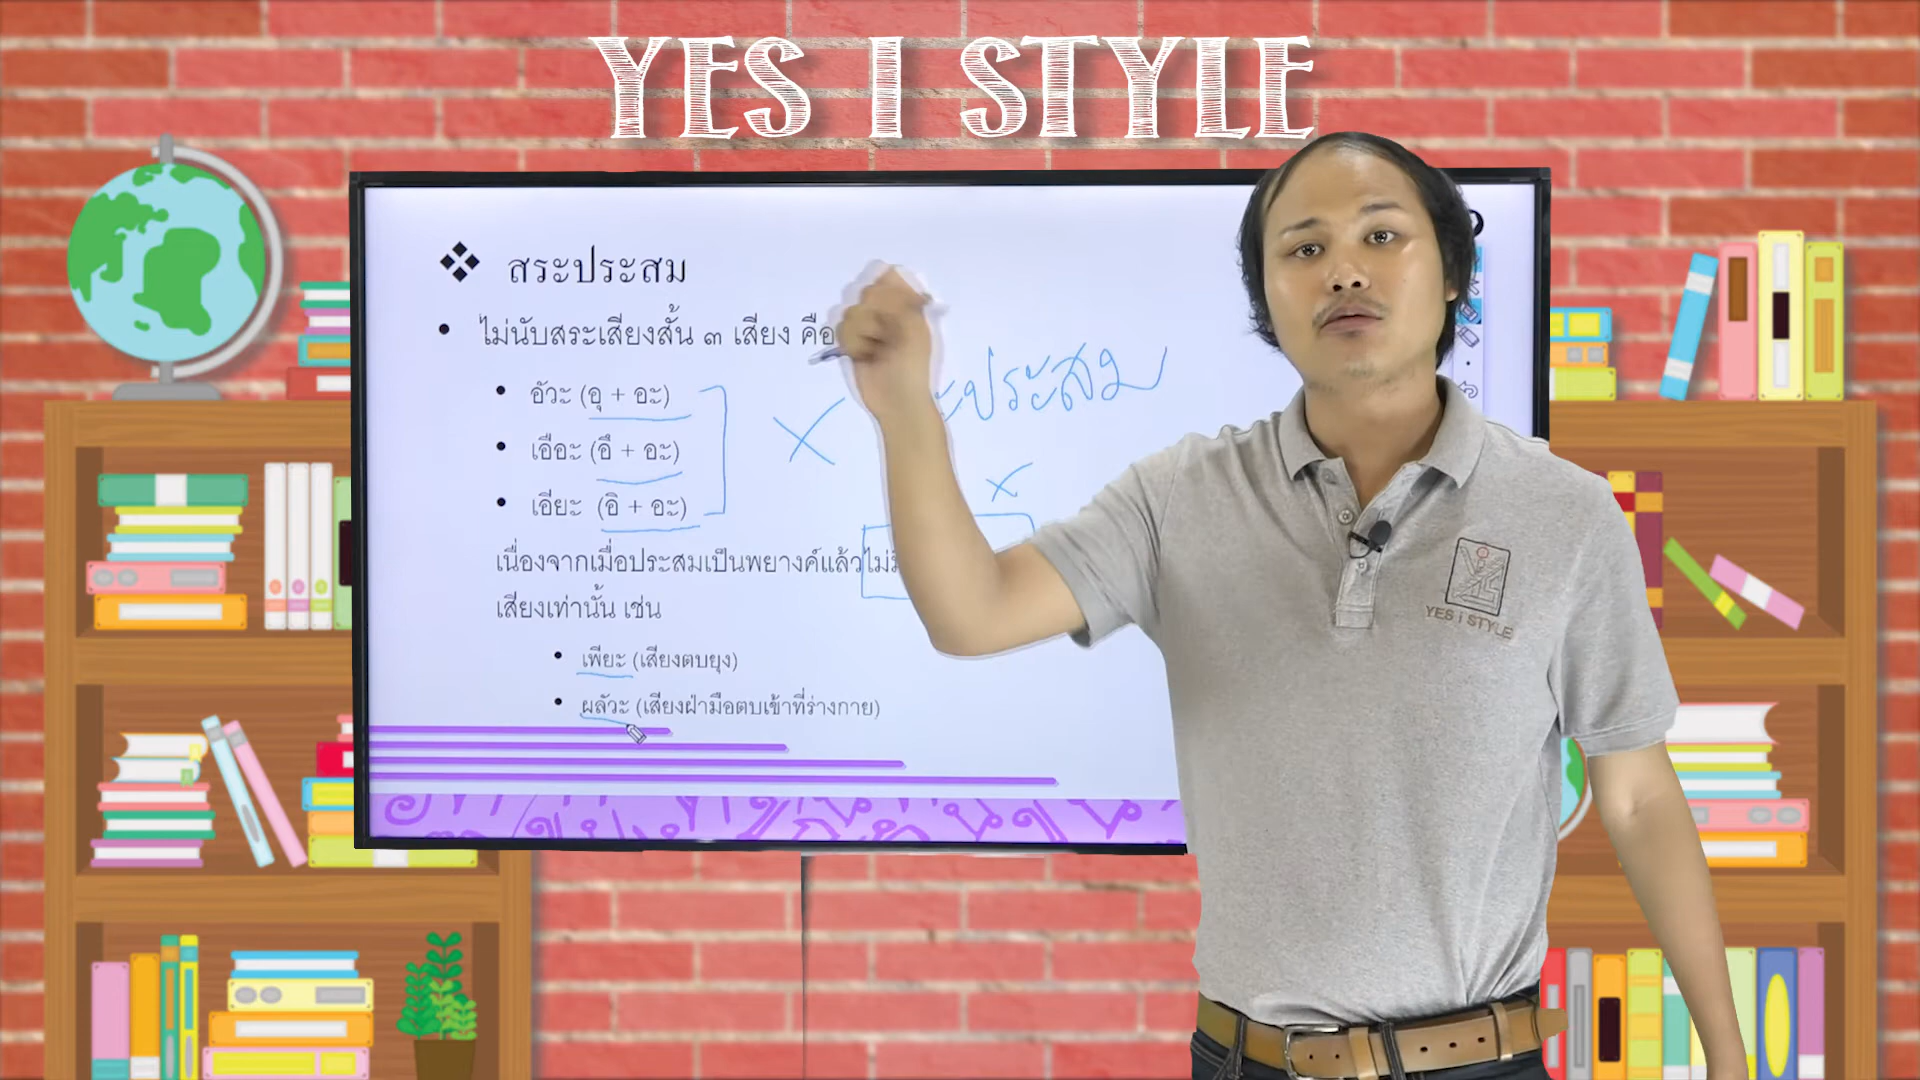 YES I STYLE
สระประสม
ไม่นับสระเสียงสั้น ๓ เสียง คือ
อัวะ (อุ + อะ)
เอือะ (อึ + อะ)
เอียะ (อิ + อะ)
ะประสม
เนื่องจากเมื่อประสมเป็นพยางค์แล้วไม่มี
เสียงเท่านั้น เช่น
เพียะ (เสียงตบยุง)
ผลัวะ (เสียงฝ่ามือตบเข้าที่ร่างกาย)
YES i STYLE